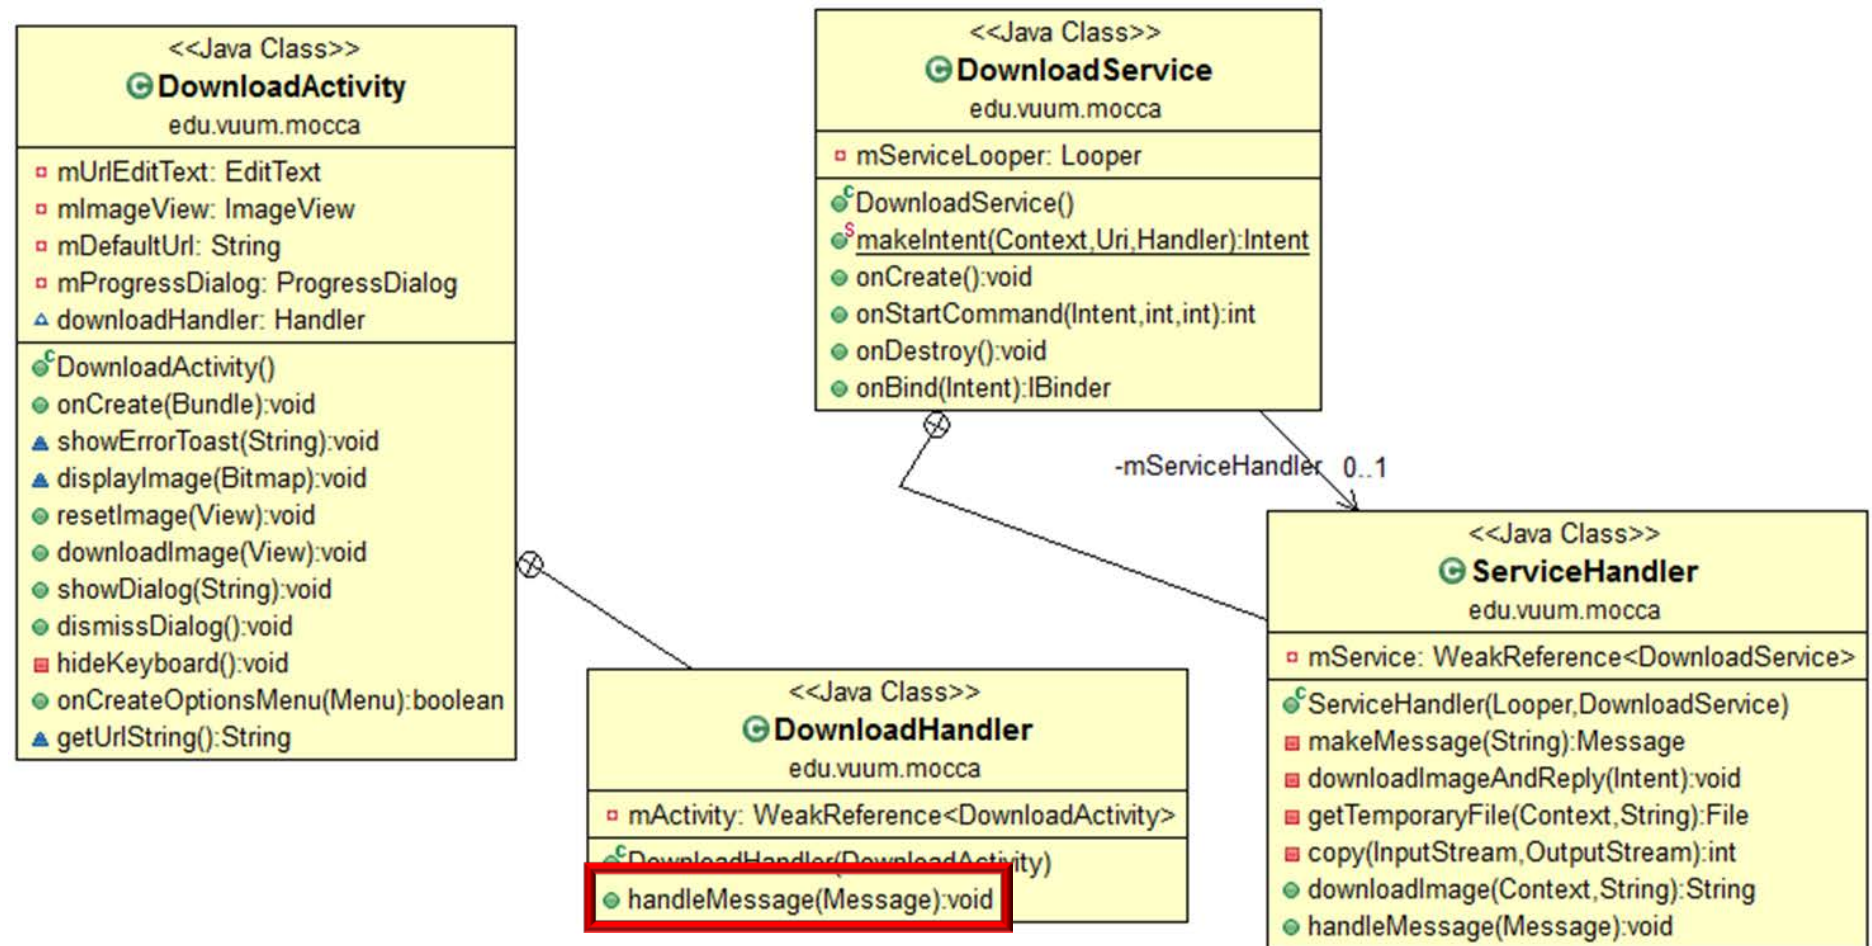 <<Java Class>>
DownloadActivity
edu.vuum.mocca
mUrlEditText: EditText
mImageView: ImageView
mDefaultUrl: String
mProgressDialog: ProgressDialog
downloadHandler: Handler
DownloadActivity()
onCreate(Bundle):void
showErrorToast(String):void
displayImage(Bitmap):void
resetImage(View):void
downloadImage(View):void
showDialog(String):void
dismissDialog():void
hideKeyboard():void
onCreateOptionsMenu(Menu):boolean
getUrlString():String
<<Java Class>>
DownloadService
edu.vuum.mocca
mServiceLooper: Looper
DownloadService()
makeIntent(Context,Uri,Handler):Intent
onCreate():void
onStartCommand(Intent,int,int):int
onDestroy():void
onBind(Intent):IBinder
-mServiceHandler 0..1
<<Java Class>>
DownloadHandler
edu.vuum.mocca
mActivity: WeakReference<DownloadActivity>
DownloadHandler(DownloadActivity)
handleMessage(Message):void
<<Java Class>>
ServiceHandler
edu.vuum.mocca
mService: WeakReference<DownloadService>
ServiceHandler(Looper,DownloadService)
makeMessage(String):Message
downloadImageAndReply(Intent):void
getTemporaryFile(Context,String):File
copy(InputStream,OutputStream):int
downloadImage(Context,String):String
handleMessage(Message):void